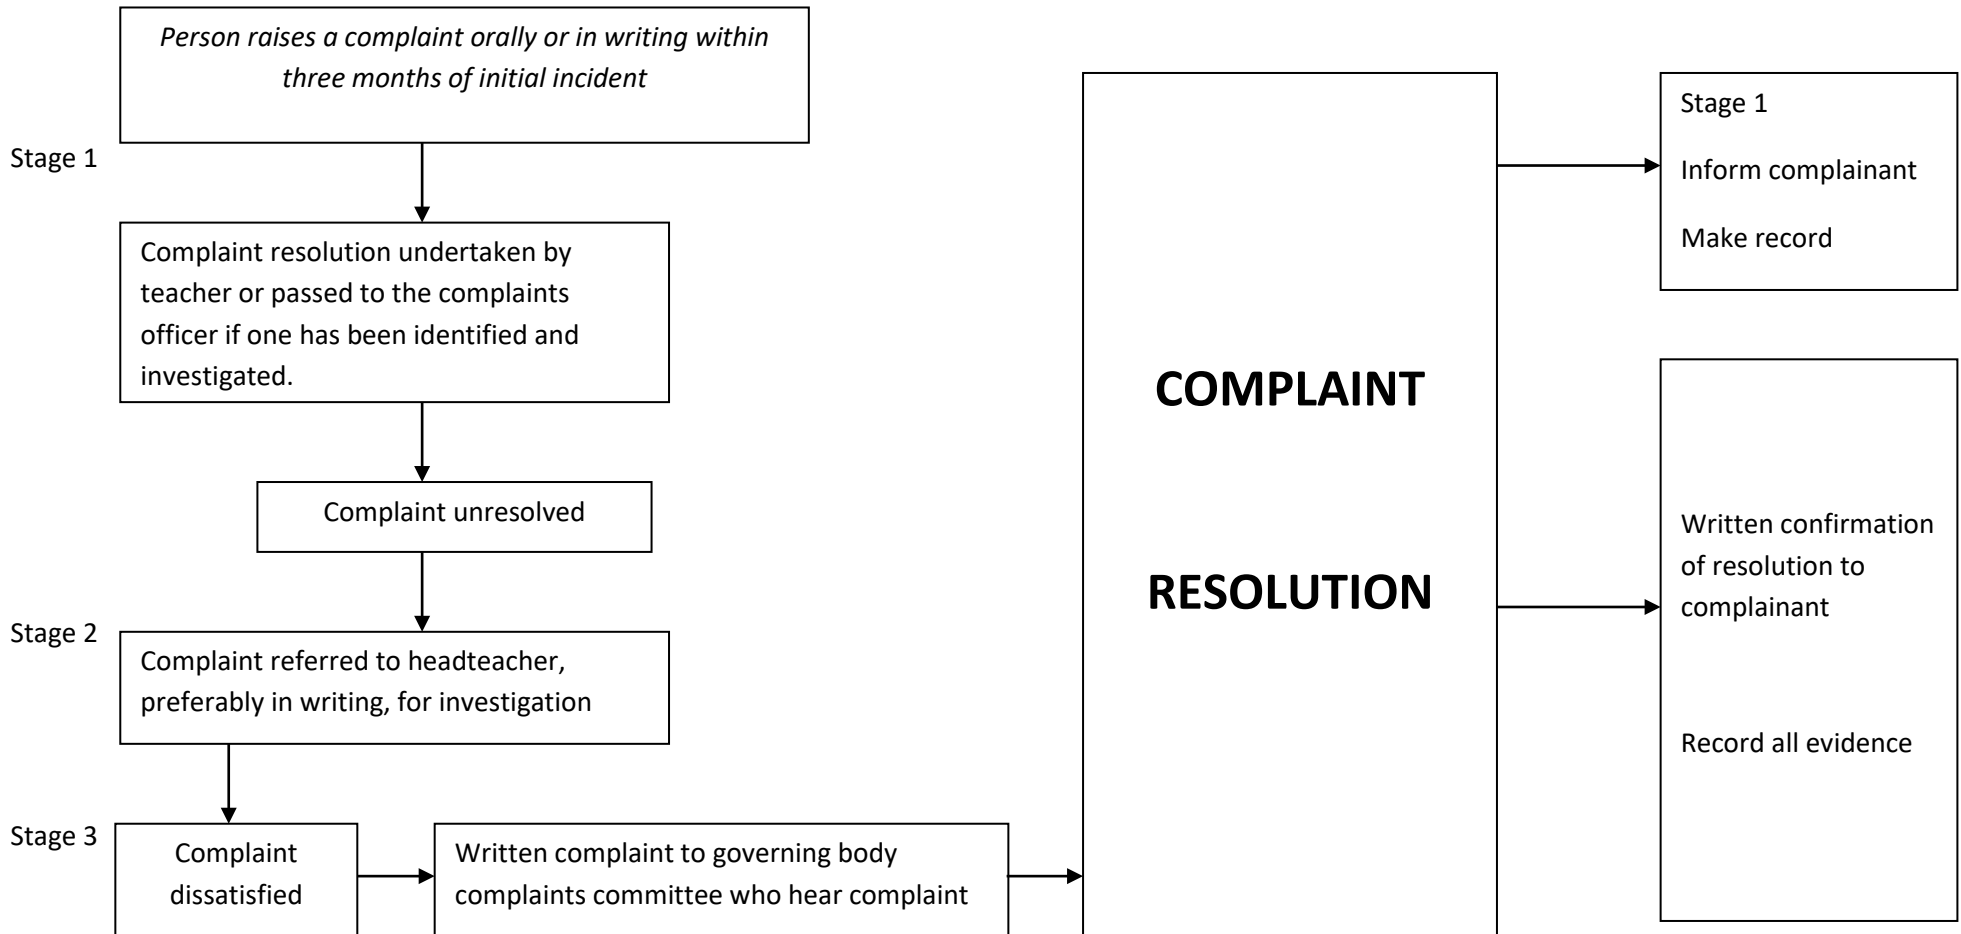 Person raises a complaint orally or in writing within
three months of initial incident
Stage 1
Complaint resolution undertaken by
teacher or passed to the complaints
officer if one has been identified and
investigated.
Complaint unresolved
Stage 2
Complaint referred to headteacher,
preferably in writing, for investigation
Stage 3
Complaint
dissatisfied
Written complaint to governing body
complaints committee who hear complaint
COMPLAINT
RESOLUTION
Stage 1
Inform complainant
Make record
Written confirmation
of resolution to
complainant
Record all evidence